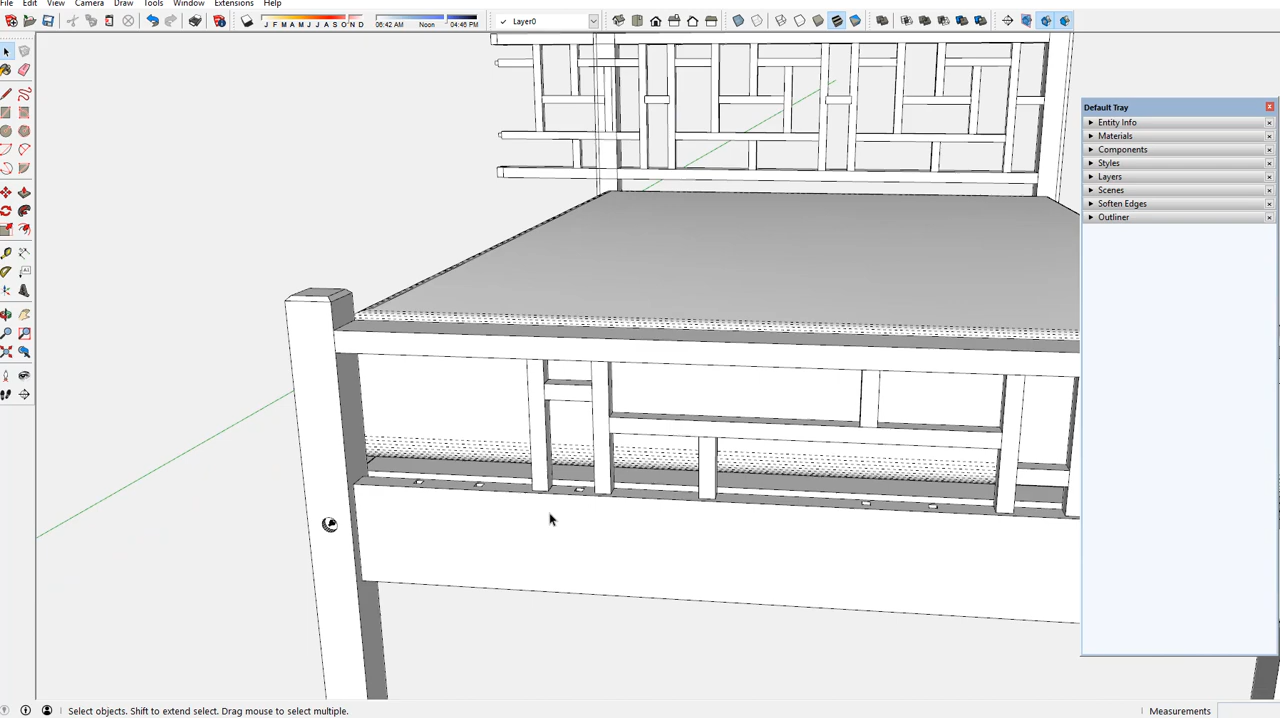 File Edit View Camera Draw Tools Window Extensions Help
J F M A M J J A S O N D
06:42 AM Noon 04:46 PM
✓ Layer0
Default Tray
Entity Info
Materials
Components
Styles
Layers
Scenes
Soften Edges
Outliner
Select objects. Shift to extend select. Drag mouse to select multiple.
Measurements